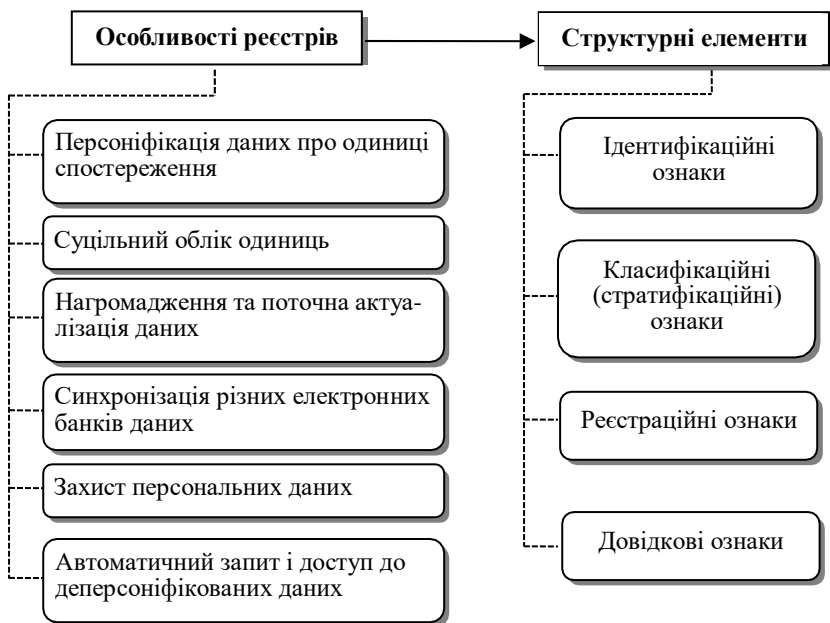 Особливості реєстрів
Структурні елементи
Персоніфікація даних про одиниці
спостереження
Суцільний облік одиниць
Нагромадження та поточна актуа-
лізація даних
Синхронізація різних електронних
банків даних
Захист персональних даних
Автоматичний запит і доступ до
деперсоніфікованих даних
Ідентифікаційні
ознаки
Класифікаційні
(стратифікаційні)
ознаки
Реєстраційні ознаки
Довідкові ознаки